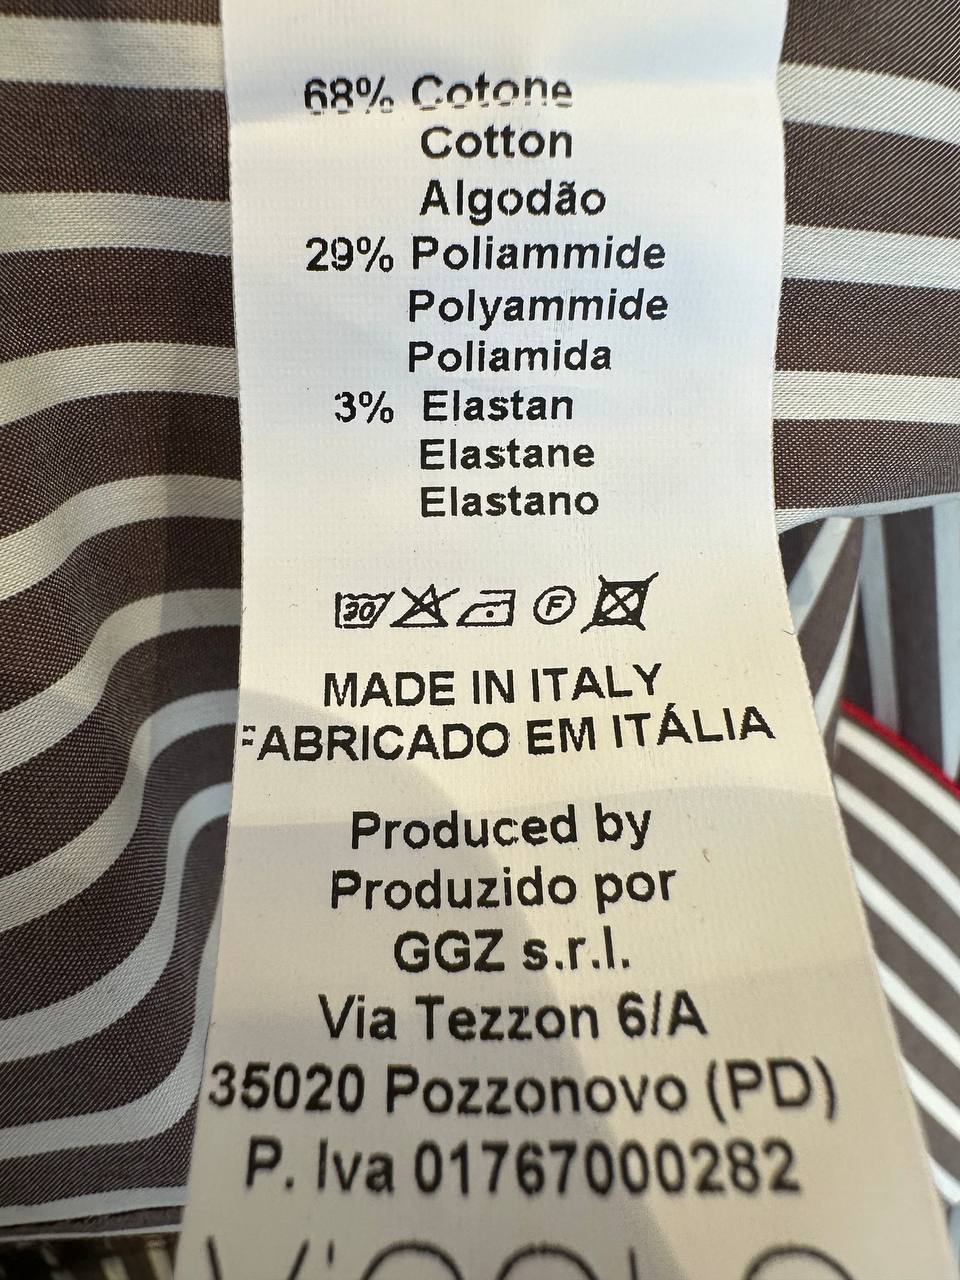 68% Cotone
Cotton
Algodão
29% Poliammide
Polyammide
Poliamida
3% Elastan
Elastane
Elastano
30 F
MADE IN ITALY
FABRICADO EM ITÁLIA
Produced by
Produzido por
GGZ s.r.l.
Via Tezzon 6/A
35020 Pozzonovo (PD)
P. Iva 01767000282